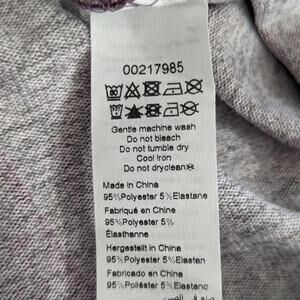 00217985
Gentle machine wash
Do not bleach
Do not tumble dry
Cool iron
Do not dryclean
Made in China
95%Polyester 5%Elastane
Fabriqué en Chine
95%Polyester 5%
Élasthanne
Hergestellt in China
95%Polyester 5%Elastan
Fabricado en China
95%Poliéster 5%Elastano